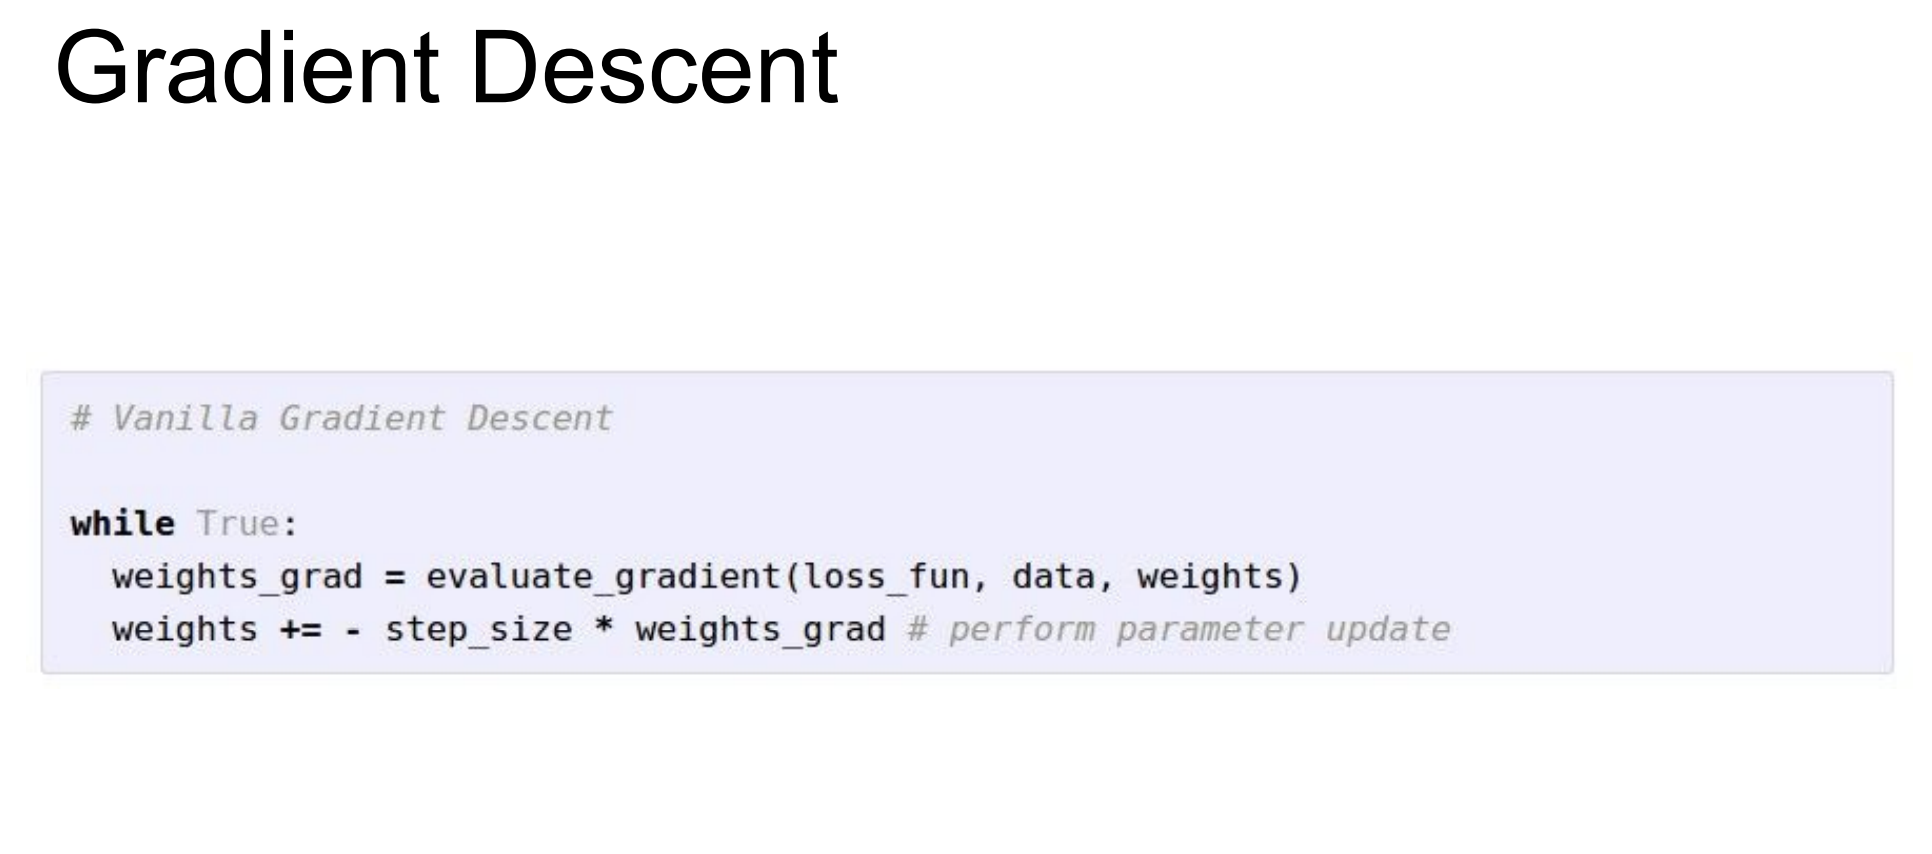 Gradient Descent
# Vanilla Gradient Descent
while True:
  weights_grad = evaluate_gradient(loss_fun, data, weights)
  weights += - step_size * weights_grad # perform parameter update